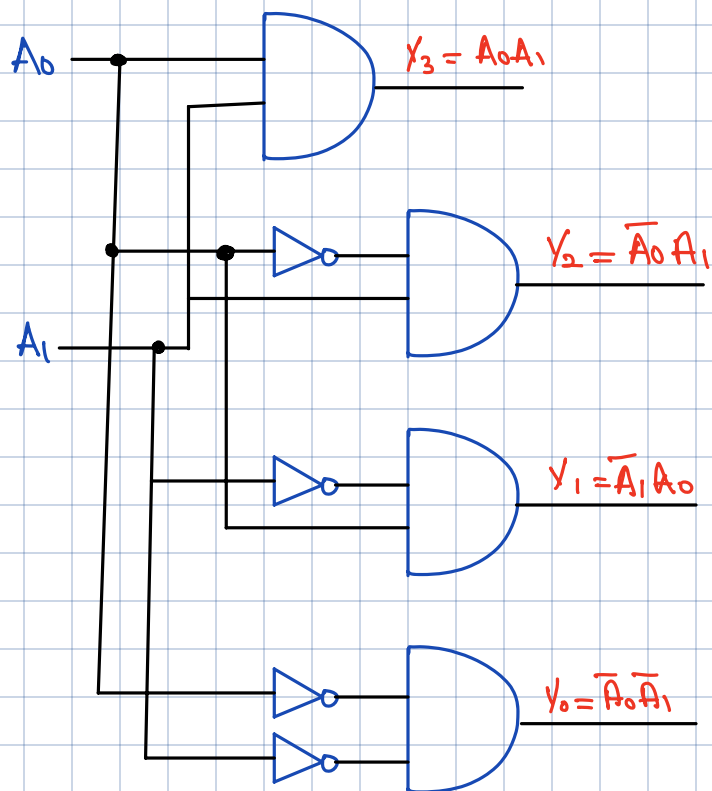 A₀
Y₃ = A₀A₁
Y₂ = A̅₀A₁
A₁
Y₁ = A̅₁A₀
Y₀ = A̅₀A̅₁